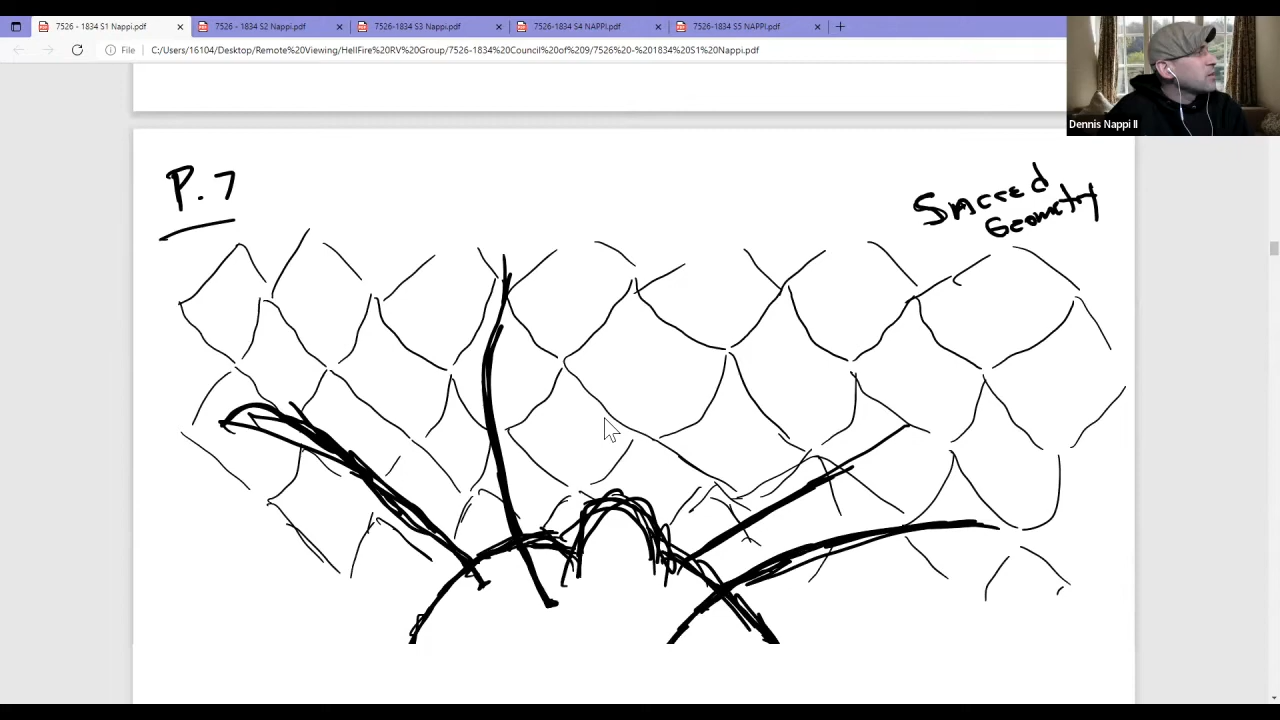 7526 - 1834 S1 Nappi.pdf
7526 - 1834 S2 Nappi.pdf
7526-1834 S3 Nappi.pdf
7526-1834 S4 NAPPI.pdf
7526-1834 S5 NAPPI.pdf
File
C:/Users/16104/Desktop/Remote%20Viewing/HellFire%20RV%20Group/7526-1834%20Council%20of%209/7526%20-%201834%20S1%20Nappi.pdf
Dennis Nappi II
P. 7
Sacred
Geometry